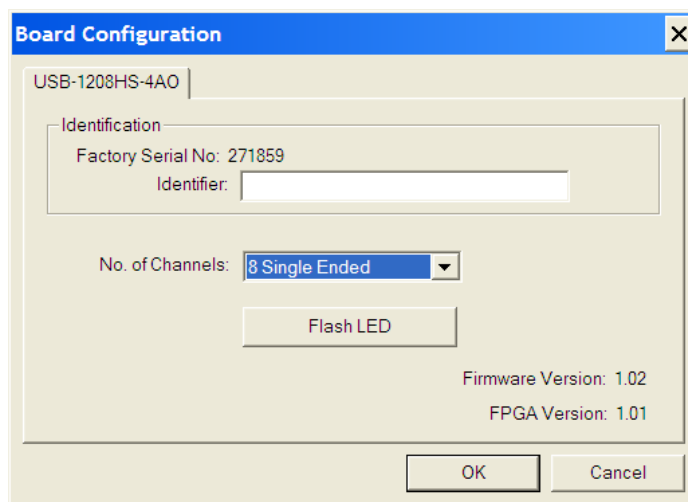 Board Configuration
USB-1208HS-4AO
Identification
Factory Serial No: 271859
Identifier:
No. of Channels: 8 Single Ended
Flash LED
Firmware Version: 1.02
FPGA Version: 1.01
OK Cancel